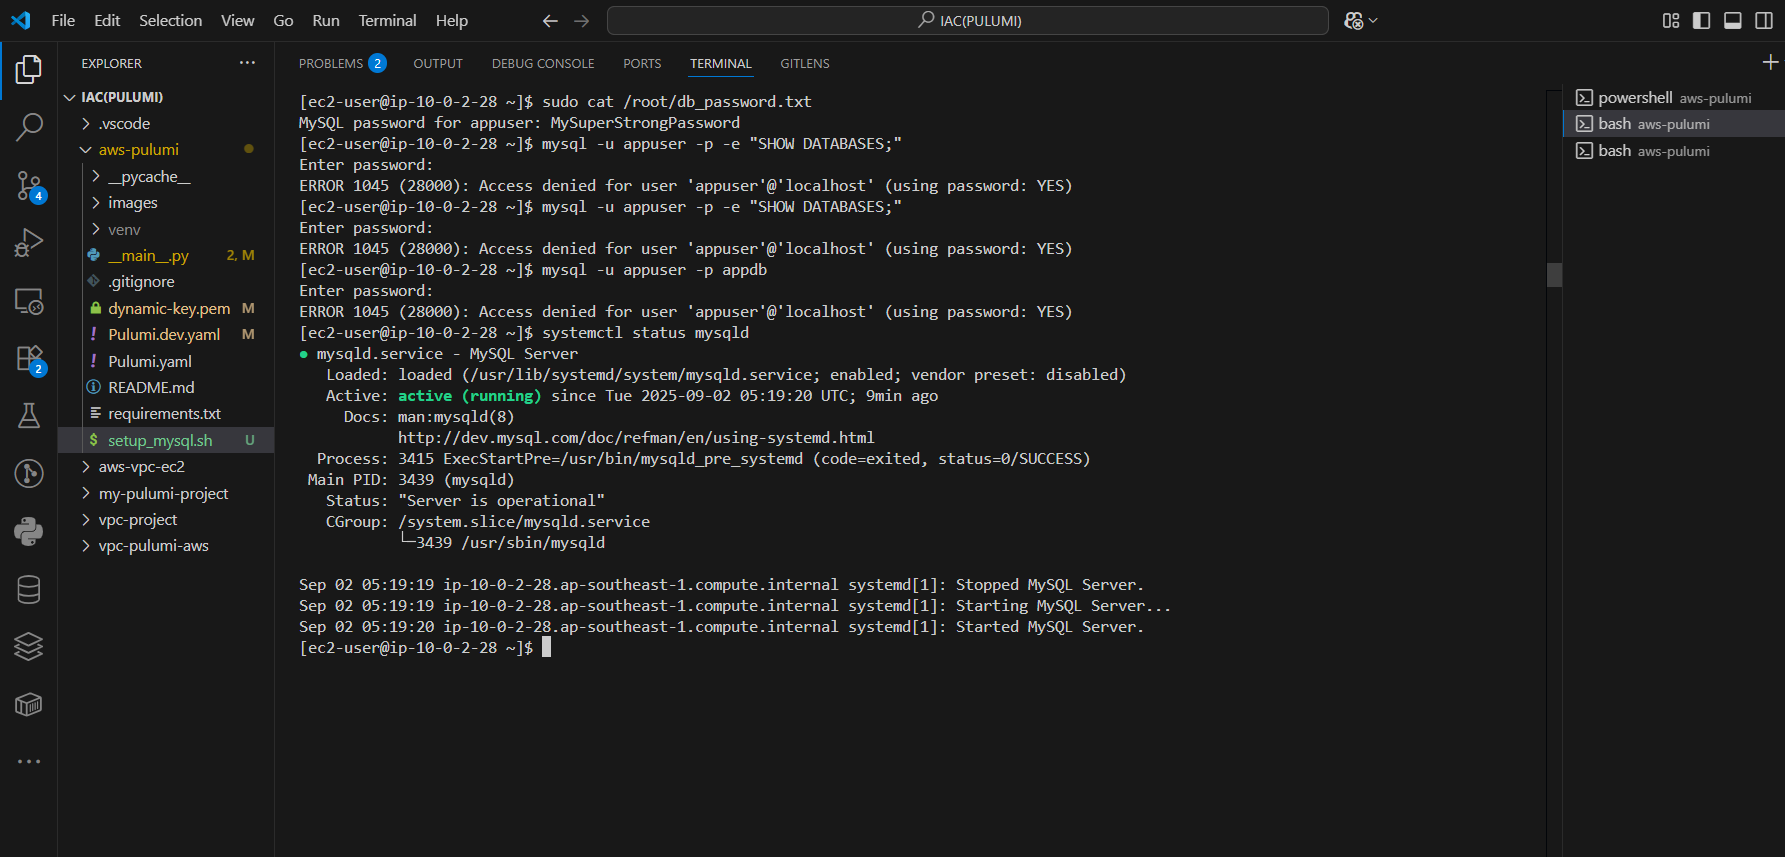 File Edit Selection View Go Run Terminal Help
IAC(PULUMI)
EXPLORER
IAC(PULUMI)
.vscode
aws-pulumi
__pycache__
images
venv
__main__.py 2, M
.gitignore
dynamic-key.pem M
Pulumi.dev.yaml M
Pulumi.yaml
README.md
requirements.txt
setup_mysql.sh U
aws-vpc-ec2
my-pulumi-project
vpc-project
vpc-pulumi-aws
4
2
PROBLEMS 2 OUTPUT DEBUG CONSOLE PORTS TERMINAL GITLENS
[ec2-user@ip-10-0-2-28 ~]$ sudo cat /root/db_password.txt
MySQL password for appuser: MySuperStrongPassword
[ec2-user@ip-10-0-2-28 ~]$ mysql -u appuser -p -e "SHOW DATABASES;"
Enter password:
ERROR 1045 (28000): Access denied for user 'appuser'@'localhost' (using password: YES)
[ec2-user@ip-10-0-2-28 ~]$ mysql -u appuser -p -e "SHOW DATABASES;"
Enter password:
ERROR 1045 (28000): Access denied for user 'appuser'@'localhost' (using password: YES)
[ec2-user@ip-10-0-2-28 ~]$ mysql -u appuser -p appdb
Enter password:
ERROR 1045 (28000): Access denied for user 'appuser'@'localhost' (using password: YES)
[ec2-user@ip-10-0-2-28 ~]$ systemctl status mysqld
● mysqld.service - MySQL Server
Loaded: loaded (/usr/lib/systemd/system/mysqld.service; enabled; vendor preset: disabled)
Active: active (running) since Tue 2025-09-02 05:19:20 UTC; 9min ago
Docs: man:mysqld(8)
http://dev.mysql.com/doc/refman/en/using-systemd.html
Process: 3415 ExecStartPre=/usr/bin/mysqld_pre_systemd (code=exited, status=0/SUCCESS)
Main PID: 3439 (mysqld)
Status: "Server is operational"
CGroup: /system.slice/mysqld.service
└─3439 /usr/sbin/mysqld
Sep 02 05:19:19 ip-10-0-2-28.ap-southeast-1.compute.internal systemd[1]: Stopped MySQL Server.
Sep 02 05:19:19 ip-10-0-2-28.ap-southeast-1.compute.internal systemd[1]: Starting MySQL Server...
Sep 02 05:19:20 ip-10-0-2-28.ap-southeast-1.compute.internal systemd[1]: Started MySQL Server.
[ec2-user@ip-10-0-2-28 ~]$
powershell aws-pulumi
bash aws-pulumi
bash aws-pulumi